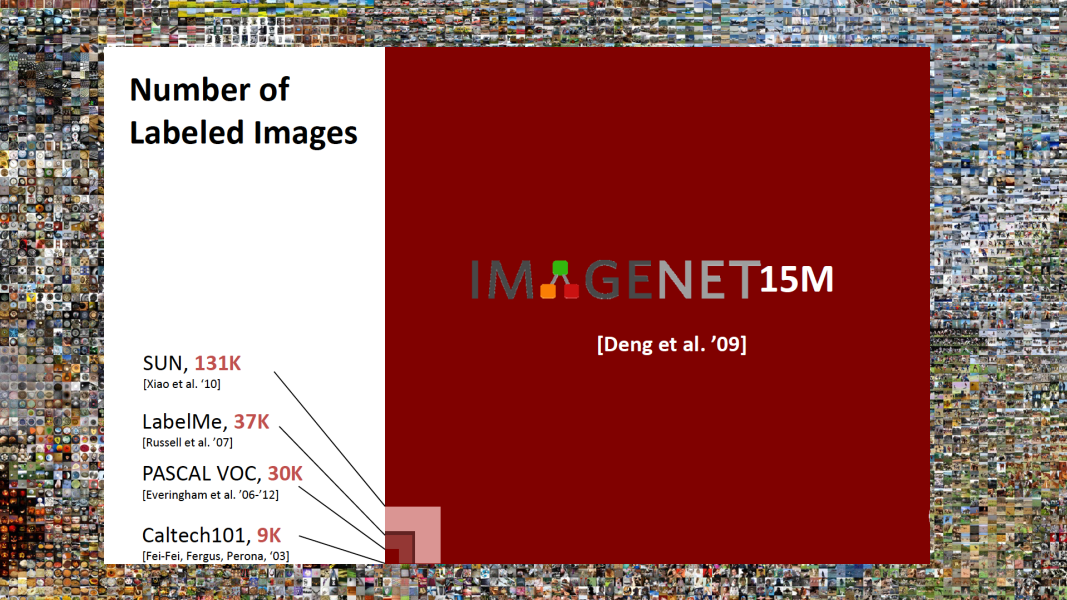 Number of
Labeled Images
IMAGENET 15M
[Deng et al. ’09]
SUN, 131K
[Xiao et al. ‘10]
LabelMe, 37K
[Russell et al. ’07]
PASCAL VOC, 30K
[Everingham et al. ’06-’12]
Caltech101, 9K
[Fei-Fei, Fergus, Perona, ’03]